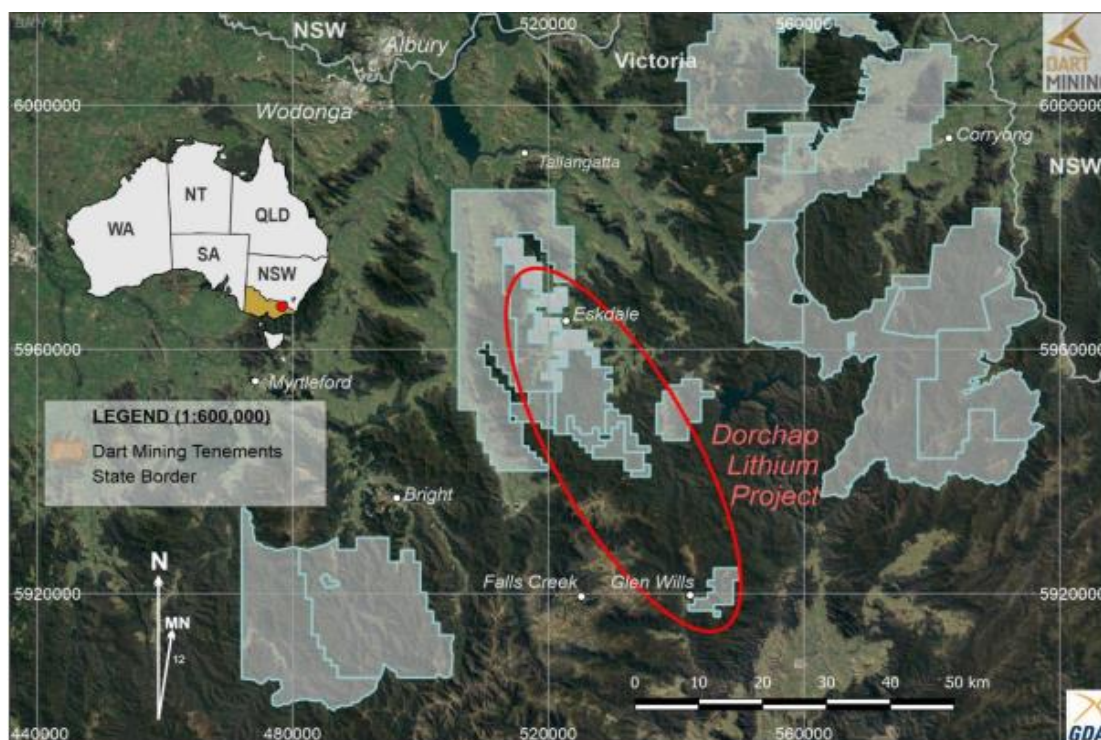 520000
560000
NSW
Albury
Victoria
DART
MINING
6000000
6000000
Wodonga
Corryong
Tallangatta
NSW
NT
QLD
WA
SA
NSW
Eskdale
5960000
5960000
Myrtleford
LEGEND (1:600,000)
Dart Mining Tenements
State Border
Dorchap
Lithium
Project
Bright
N
Falls Creek
Glen Wills
5920000
5920000
MN
12
0 10 20 30 40 50 km
440000
480000
520000
560000
GDA